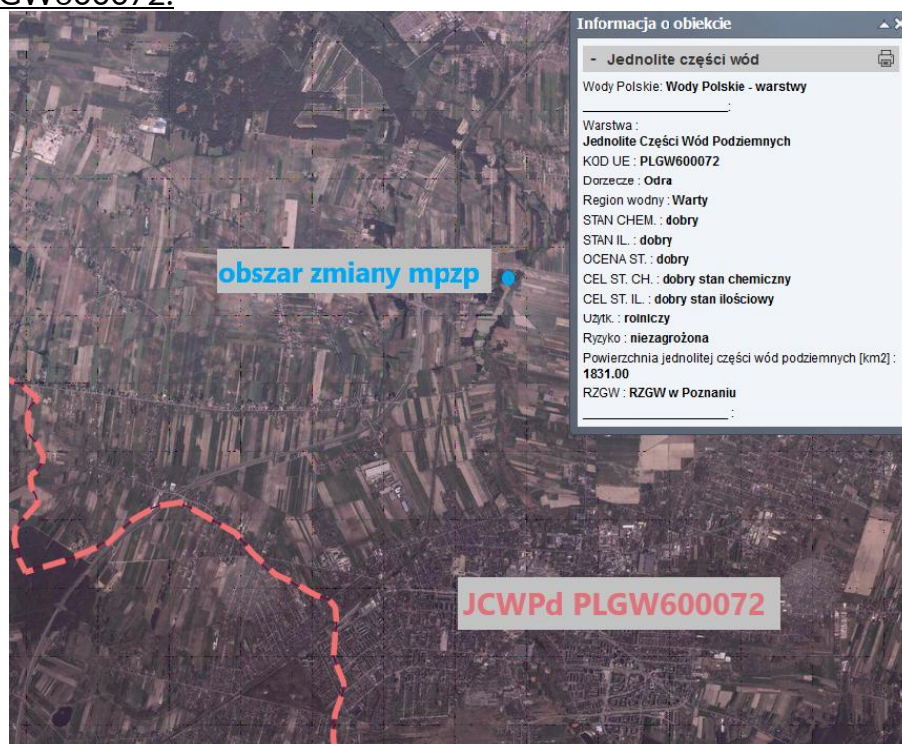 GW600072.
Informacja o obiekcie
- Jednolite części wód
Wody Polskie: Wody Polskie - warstwy
:
Warstwa :
Jednolite Części Wód Podziemnych
KOD UE : PLGW600072
Dorzecze : Odra
Region wodny : Warty
STAN CHEM. : dobry
STAN IL. : dobry
OCENA ST. : dobry
CEL ST. CH. : dobry stan chemiczny
CEL ST. IL. : dobry stan ilościowy
Użytk. : rolniczy
Ryzyko : niezagrożona
Powierzchnia jednolitej części wód podziemnych [km2] :
1831.00
RZGW : RZGW w Poznaniu
:
obszar zmiany mpzp
JCWPd PLGW600072